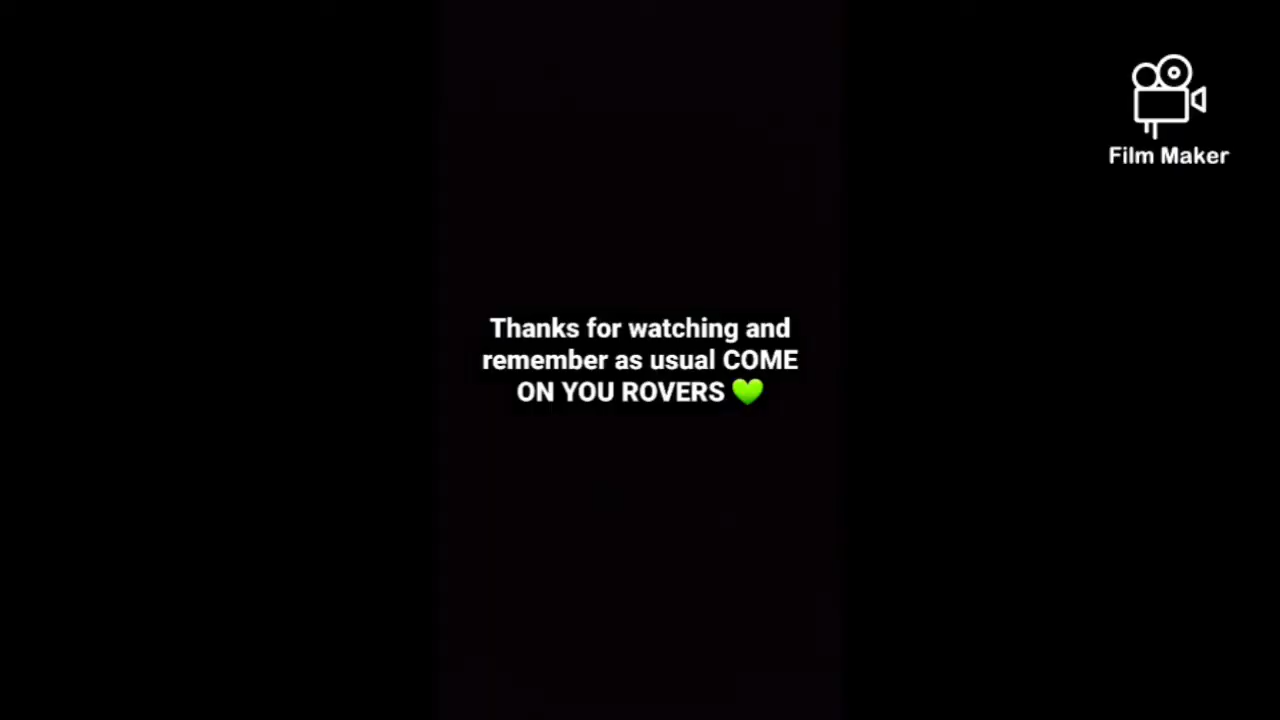 Film Maker
Thanks for watching and
remember as usual COME
ON YOU ROVERS 💚